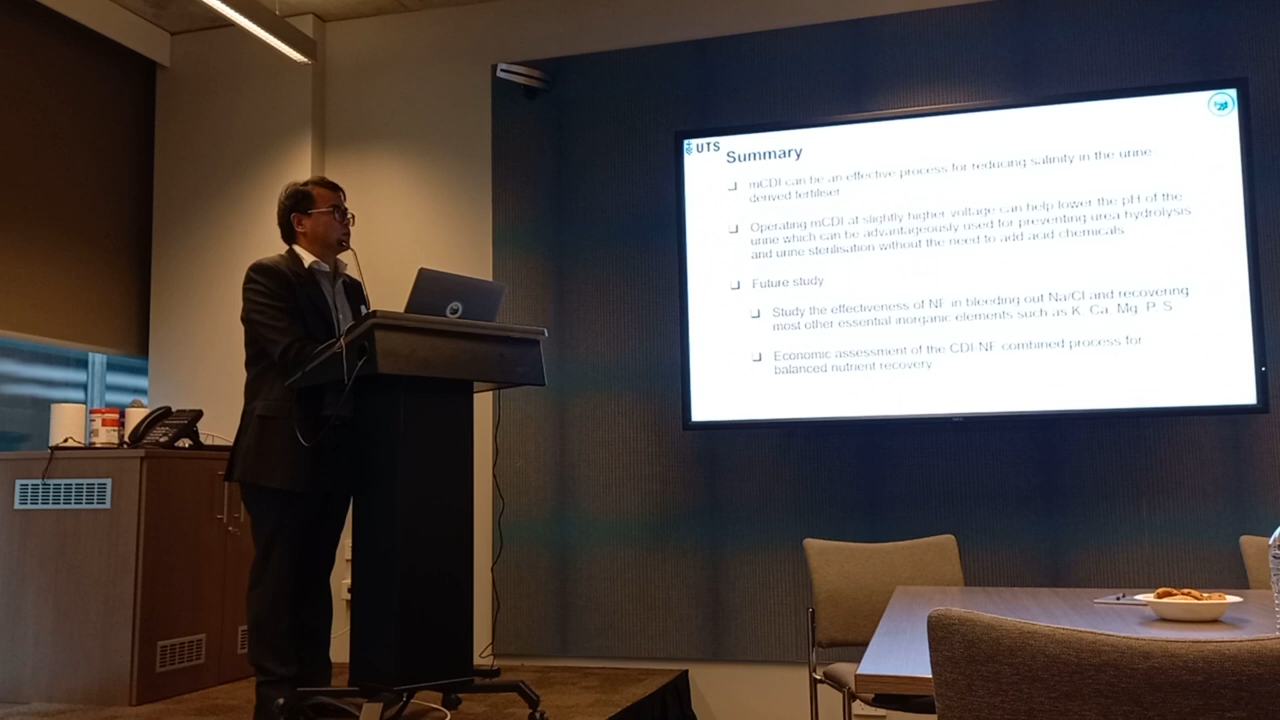 UTS
Summary
mCDI can be an effective process for reducing salinity in the urine
derived fertiliser
Operating mCDI at slightly higher voltage can help lower the pH of the
urine which can be advantageously used for preventing urea hydrolysis
and urine sterilisation without the need to add acid chemicals
Future study
Study the effectiveness of NF in bleeding out Na/Cl and recovering
most other essential inorganic elements such as K, Ca, Mg, P, S
Economic assessment of the CDI-NF combined process for
balanced nutrient recovery